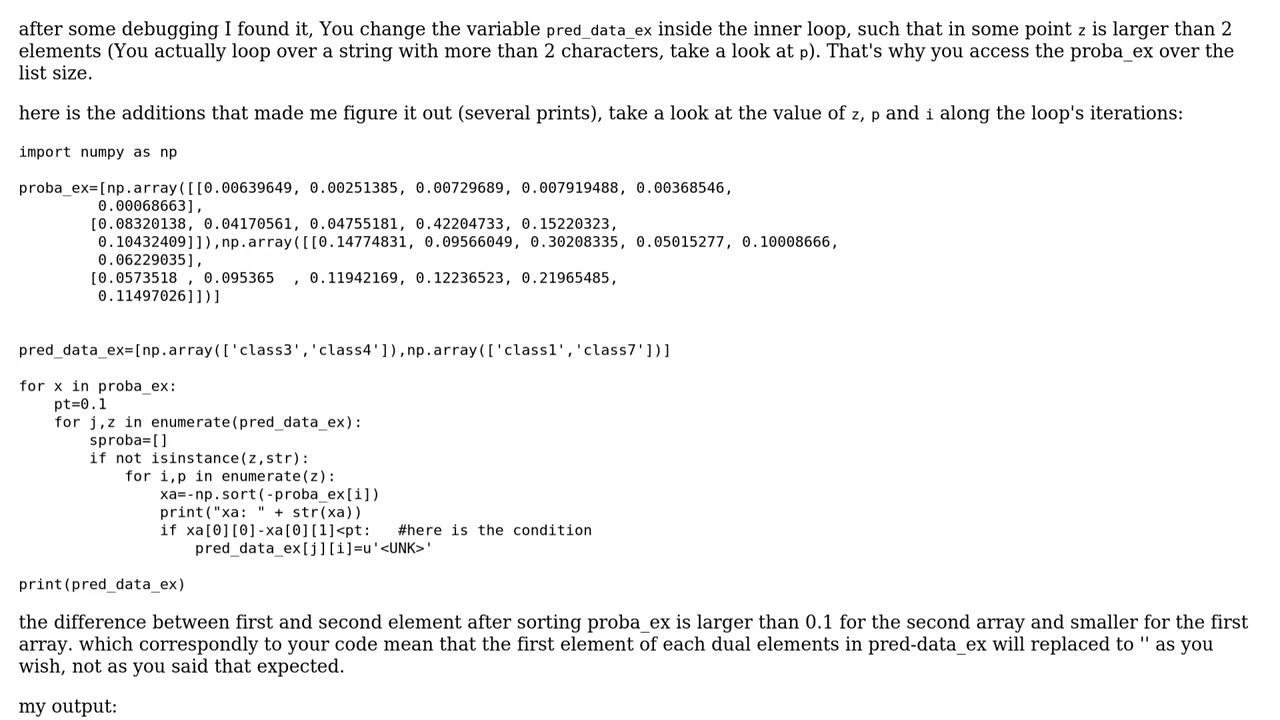 after some debugging I found it, You change the variable pred_data_ex inside the inner loop, such that in some point z is larger than 2
elements (You actually loop over a string with more than 2 characters, take a look at p). That's why you access the proba_ex over the
list size.
here is the additions that made me figure it out (several prints), take a look at the value of z, p and i along the loop's iterations:
import numpy as np
proba_ex=[np.array([[0.00639649, 0.00251385, 0.00729689, 0.007919488, 0.00368546,
         0.00068663],
        [0.08320138, 0.04170561, 0.04755181, 0.42204733, 0.15220323,
         0.10432409]]),np.array([[0.14774831, 0.09566049, 0.30208335, 0.05015277, 0.10008666,
         0.06229035],
        [0.0573518 , 0.095365  , 0.11942169, 0.12236523, 0.21965485,
         0.11497026]])]
pred_data_ex=[np.array(['class3','class4']),np.array(['class1','class7'])]
for x in proba_ex:
    pt=0.1
    for j,z in enumerate(pred_data_ex):
        sproba=[]
        if not isinstance(z,str):
            for i,p in enumerate(z):
                xa=-np.sort(-proba_ex[i])
                print("xa: " + str(xa))
                if xa[0][0]-xa[0][1]<pt:   #here is the condition
                    pred_data_ex[j][i]=u'<UNK>'
print(pred_data_ex)
the difference between first and second element after sorting proba_ex is larger than 0.1 for the second array and smaller for the first
array. which correspondly to your code mean that the first element of each dual elements in pred-data_ex will replaced to '' as you
wish, not as you said that expected.
my output: